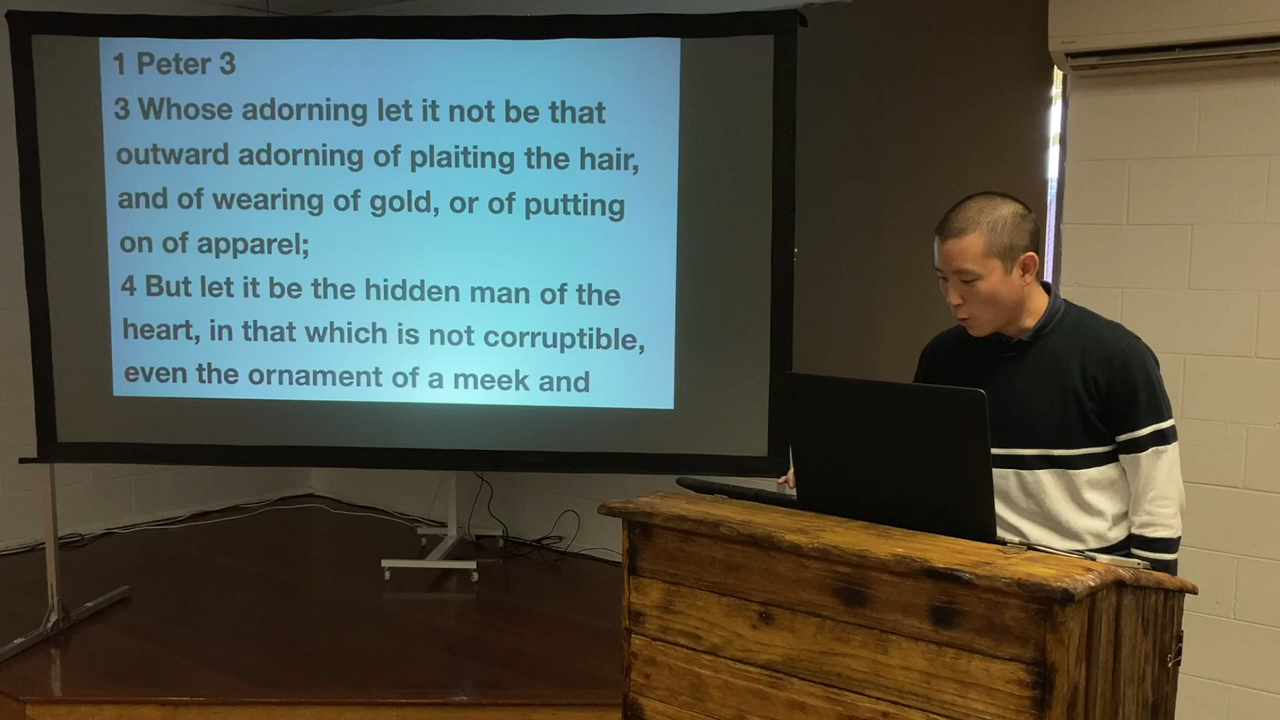 1 Peter 3
3 Whose adorning let it not be that
outward adorning of plaiting the hair,
and of wearing of gold, or of putting
on of apparel;
4 But let it be the hidden man of the
heart, in that which is not corruptible,
even the ornament of a meek and